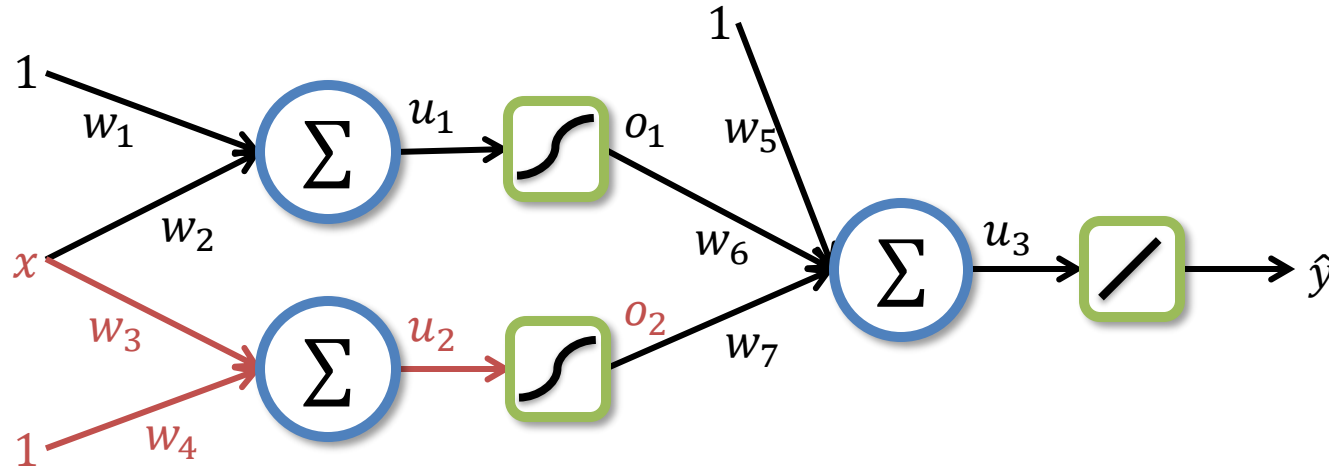 1
1
w₁
u₁
o₁
w₅
Σ
w₂
w₆
u₃
x
Σ
ŷ
w₃
u₂
o₂
w₇
Σ
w₄
1